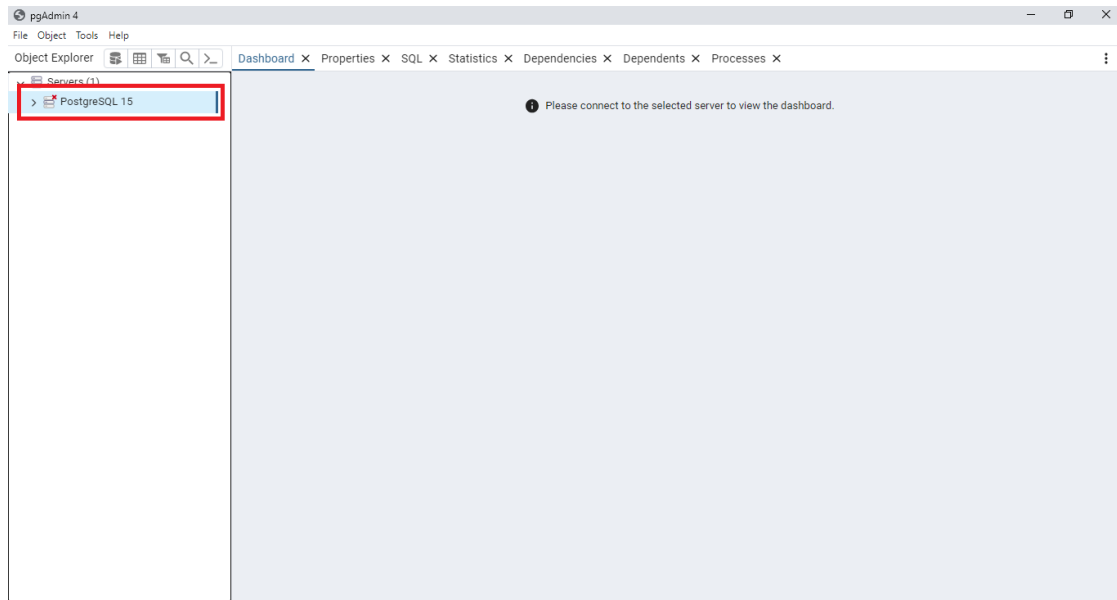 pgAdmin 4
File Object Tools Help
Object Explorer
Dashboard Properties SQL Statistics Dependencies Dependents Processes
Servers (1)
PostgreSQL 15
Please connect to the selected server to view the dashboard.